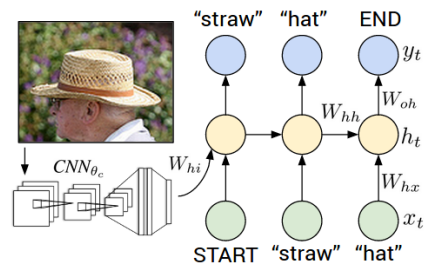 “straw” “hat” END
y_t
CNN_θc
W_hi
W_hh
W_oh
h_t
W_hx
x_t
START “straw” “hat”